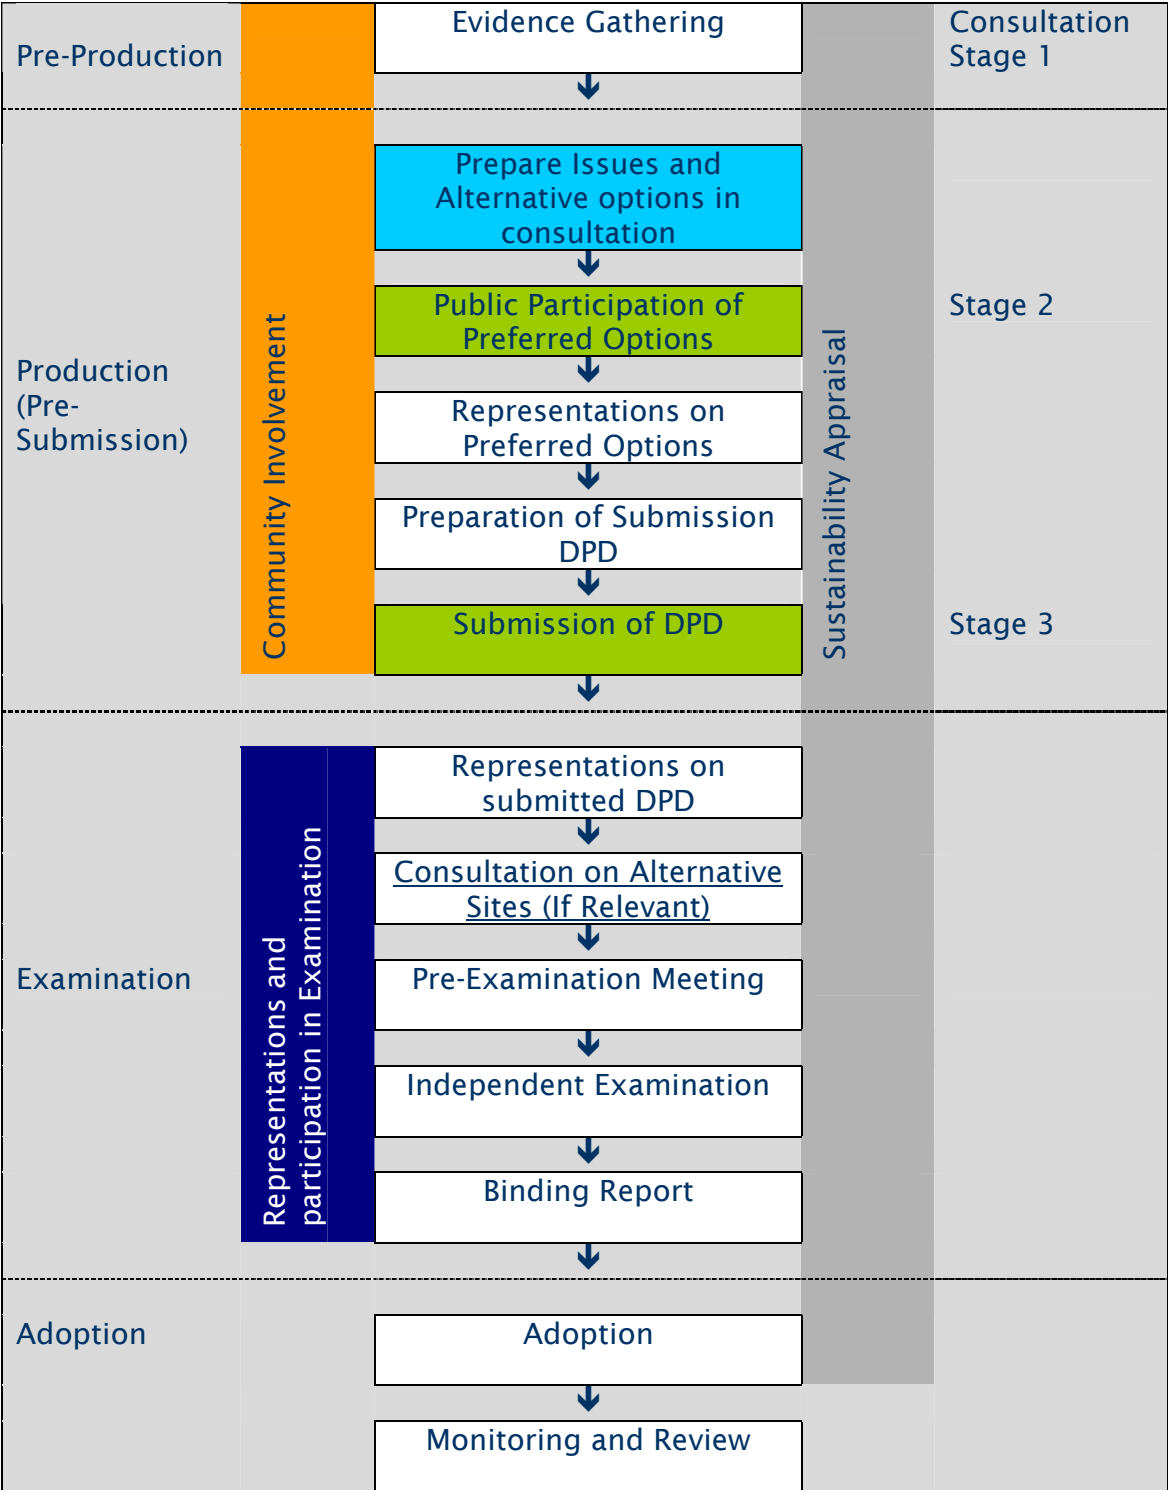 Evidence Gathering
Consultation
Pre-Production
Stage 1
Prepare Issues and
Alternative options in
consultation
Public Participation of
Preferred Options
Stage 2
Production
(Pre-
Submission)
Community Involvement
Representations on
Preferred Options
Sustainability Appraisal
Preparation of Submission
DPD
Submission of DPD
Stage 3
Representations on
submitted DPD
Consultation on Alternative
Sites (If Relevant)
Examination
Representations and
participation in Examination
Pre-Examination Meeting
Independent Examination
Binding Report
Adoption
Adoption
Monitoring and Review